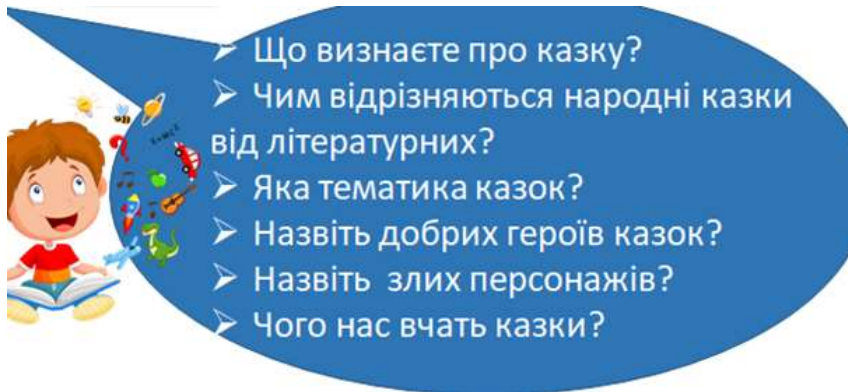 ➢ Що визнаєте про казку?
➢ Чим відрізняються народні казки
від літературних?
➢ Яка тематика казок?
➢ Назвіть добрих героїв казок?
➢ Назвіть злих персонажів?
➢ Чого нас вчать казки?